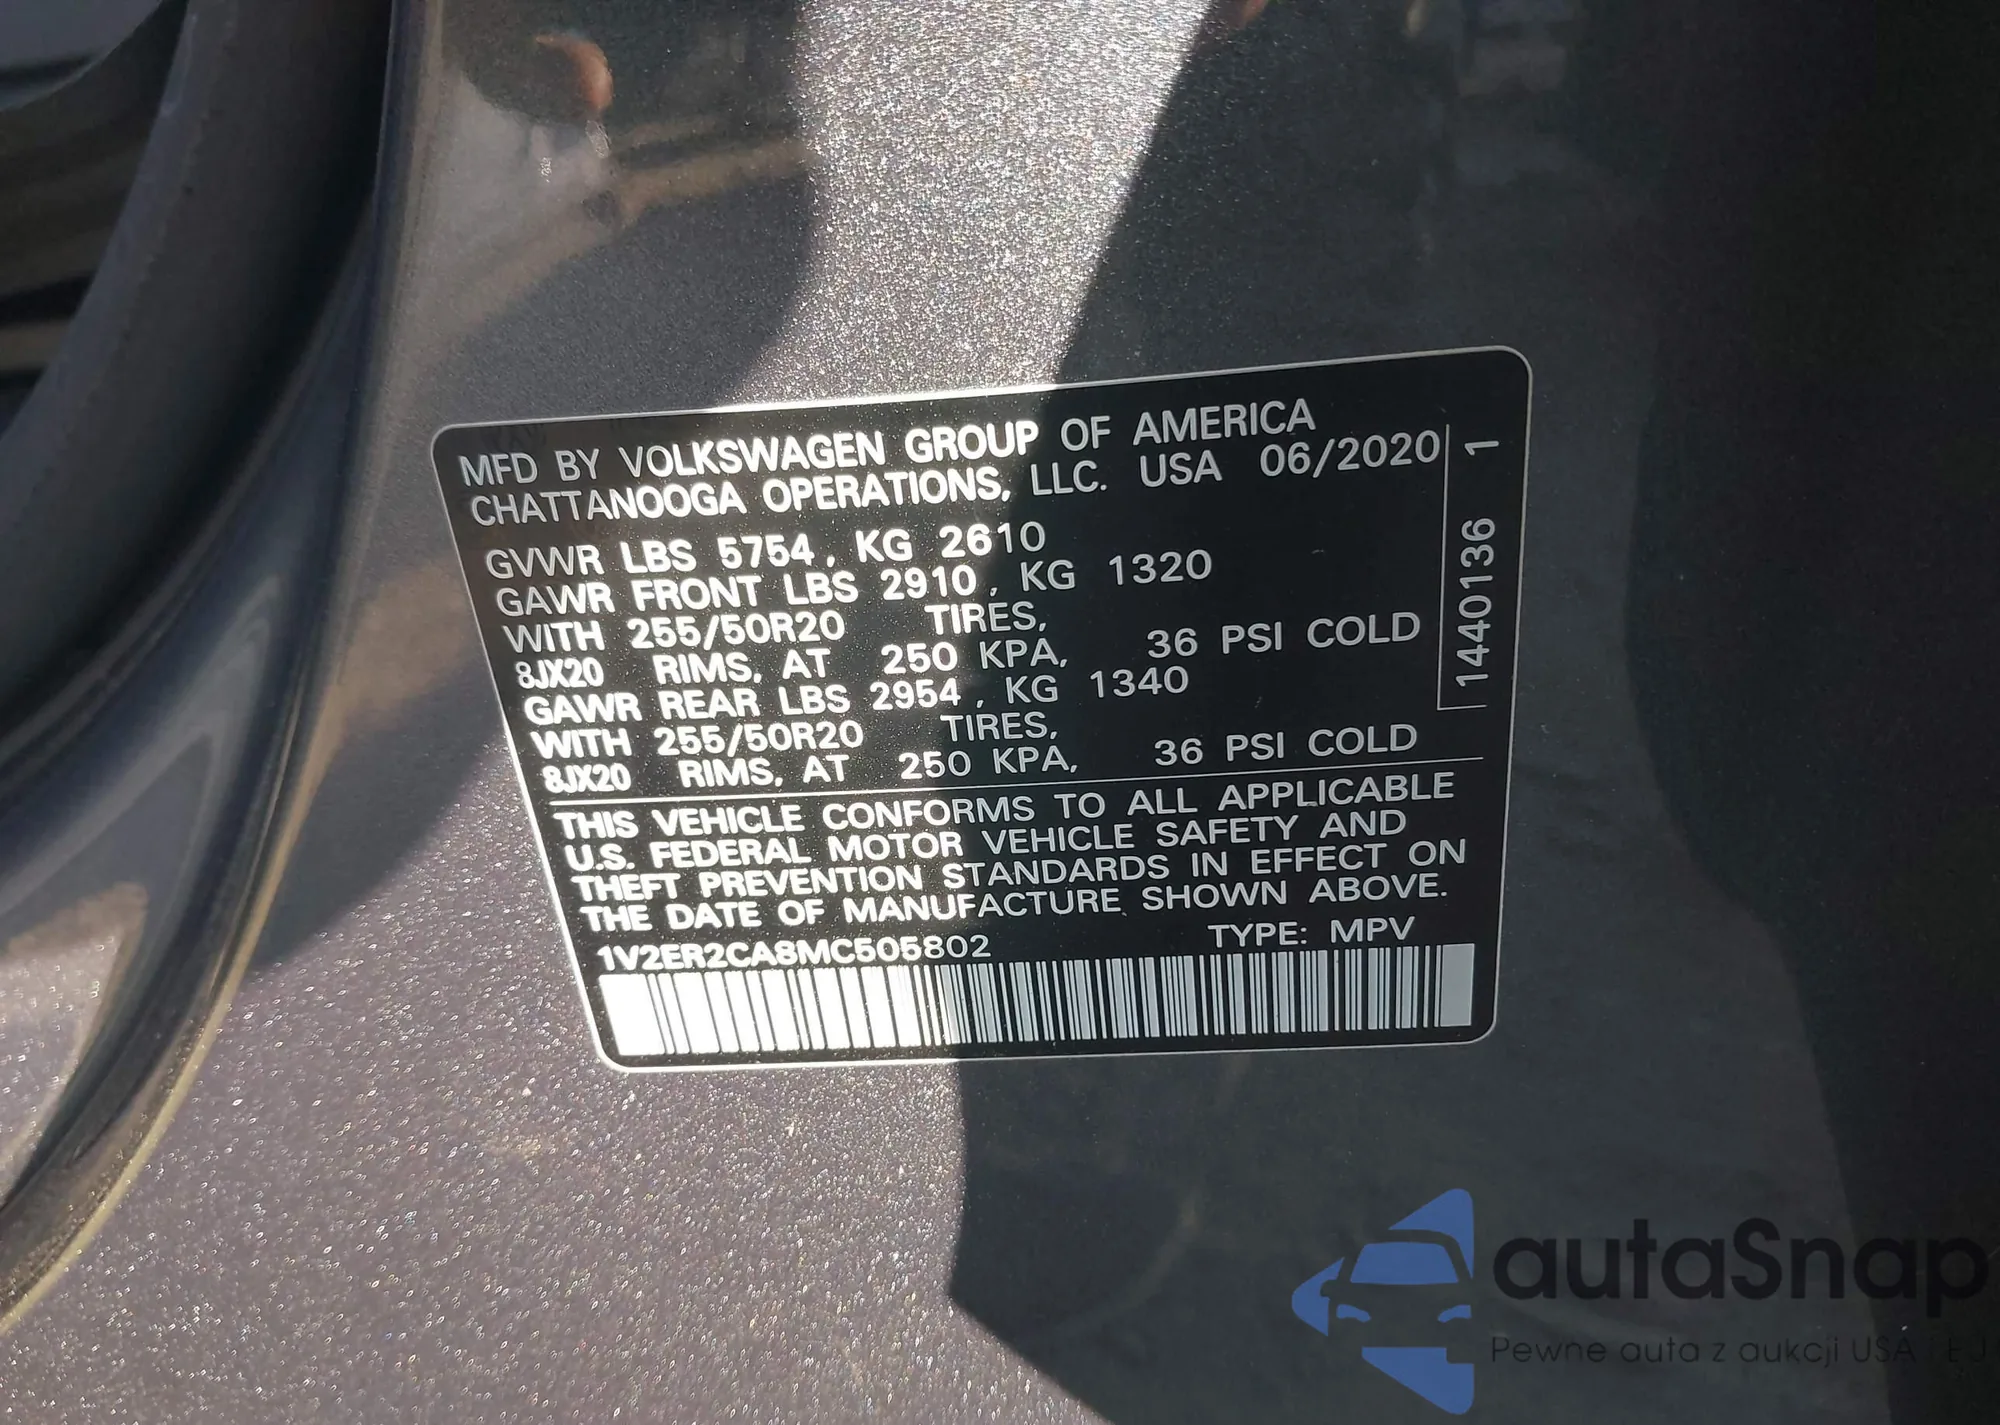 MFD BY VOLKSWAGEN GROUP OF AMERICA
CHATTANOOGA OPERATIONS, LLC. USA 06/2020
GVWR LBS 5754, KG 2610
GAWR FRONT LBS 2910, KG 1320
WITH 255/50R20 TIRES,
8JX20 RIMS, AT 250 KPA, 36 PSI COLD
GAWR REAR LBS 2954, KG 1340
WITH 255/50R20 TIRES,
8JX20 RIMS, AT 250 KPA, 36 PSI COLD
THIS VEHICLE CONFORMS TO ALL APPLICABLE
U.S. FEDERAL MOTOR VEHICLE SAFETY AND
THEFT PREVENTION STANDARDS IN EFFECT ON
THE DATE OF MANUFACTURE SHOWN ABOVE.
1V2ER2CA8MC505802 TYPE: MPV
1440136 1
autaSnap
Pewne auta z aukcji USA